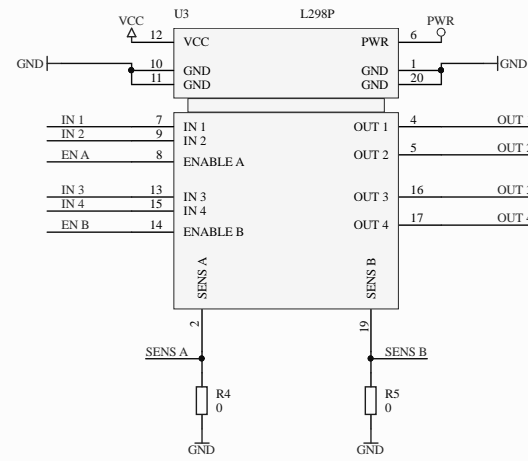 U3 L298P
VCC PWR
12 VCC PWR 6
GND 10 GND GND 1 GND
11 GND GND 20
IN 1 7 IN 1 OUT 1 4 OUT
IN 2 9 IN 2
EN A 8 ENABLE A OUT 2 5 OUT
IN 3 13 IN 3 OUT 3 16 OUT
IN 4 15 IN 4
EN B 14 ENABLE B OUT 4 17 OUT
SENS A SENS B
2 19
SENS A SENS B
R4 R5
0 0
GND GND